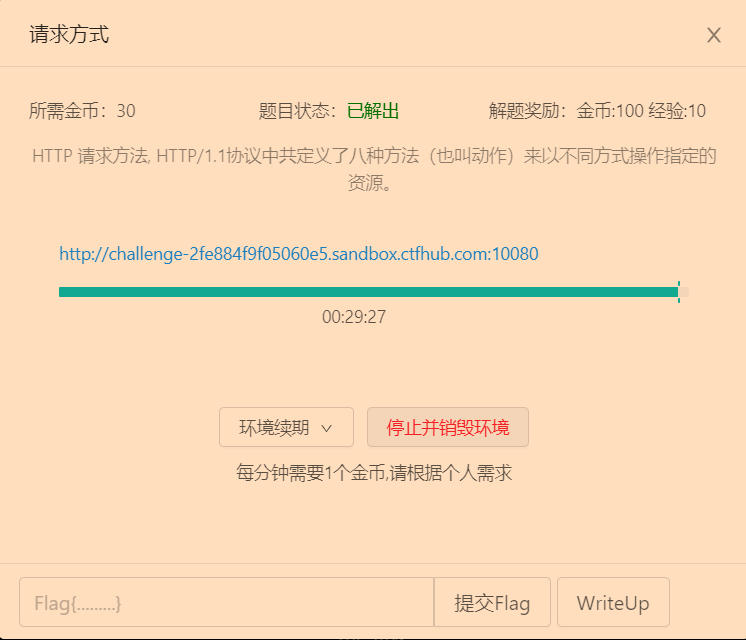 请求方式
所需金币：30 题目状态：已解出 解题奖励：金币:100 经验:10
HTTP 请求方法, HTTP/1.1协议中共定义了八种方法（也叫动作）来以不同方式操作指定的
资源。
http://challenge-2fe884f9f05060e5.sandbox.ctfhub.com:10080
00:29:27
环境续期 停止并销毁环境
每分钟需要1个金币,请根据个人需求
Flag{.........} 提交Flag WriteUp